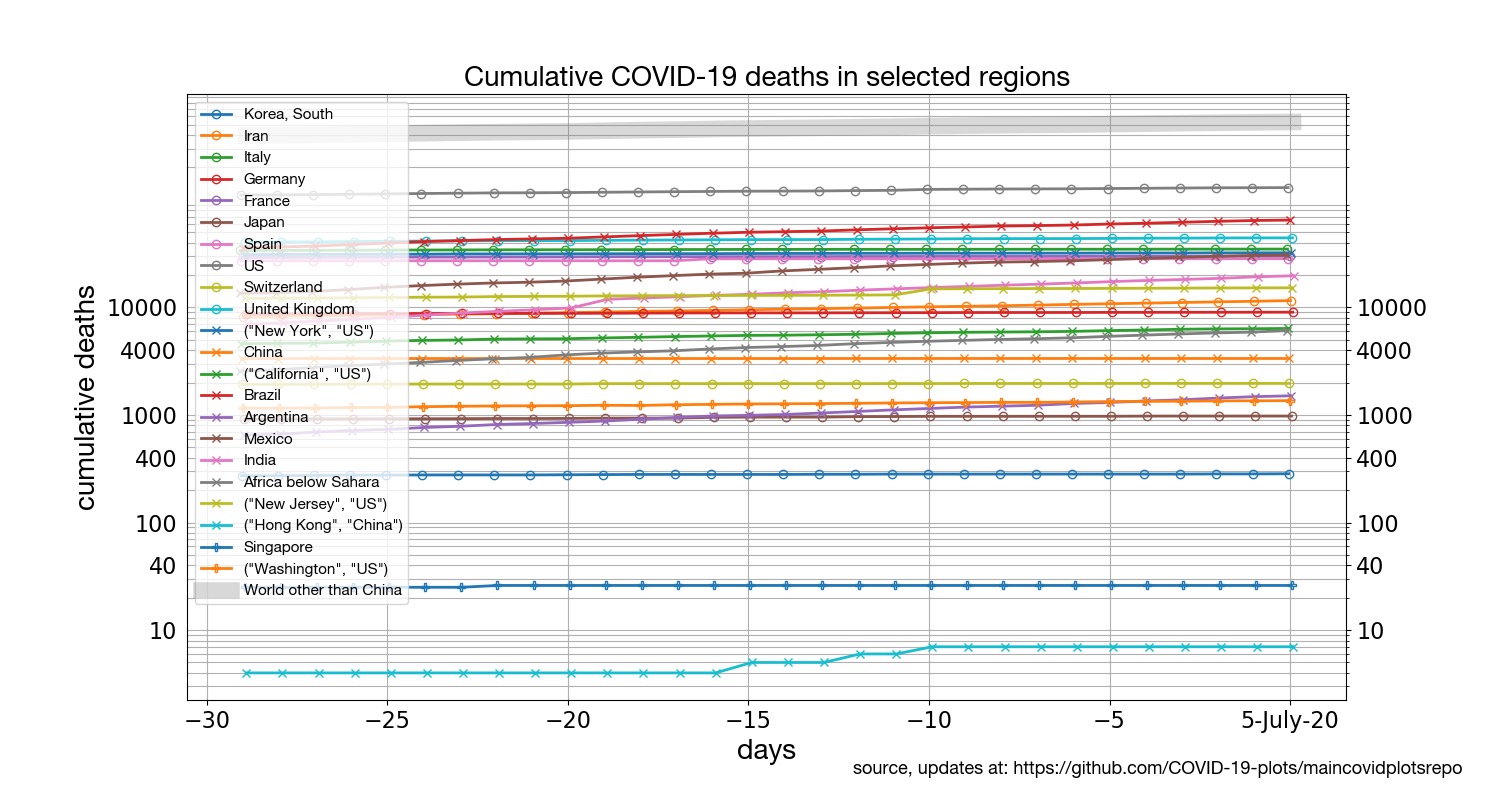 Cumulative COVID-19 deaths in selected regions
Korea, South
Iran
Italy
Germany
France
Japan
Spain
US
Switzerland
United Kingdom
("New York", "US")
China
("California", "US")
Brazil
Argentina
Mexico
India
Africa below Sahara
("New Jersey", "US")
("Hong Kong", "China")
Singapore
("Washington", "US")
World other than China
cumulative deaths
10000
4000
1000
400
100
40
10
10000
4000
1000
400
100
40
10
−30 −25 −20 −15 −10 −5 5-July-20
days
source, updates at: https://github.com/COVID-19-plots/maincovidplotsrepo